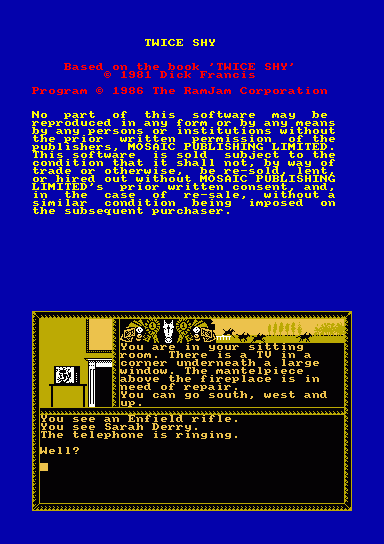 TWICE SHY
Based on the book 'TWICE SHY'
© 1981 Dick Francis
Program © 1986 The RamJam Corporation
No part of this software may be
reproduced in any form or by any means
by any persons or institutions without
the prior written permission of the
publishers, MOSAIC PUBLISHING LIMITED.
This software is sold subject to the
condition that it shall not, by way of
trade or otherwise, be re-sold, lent,
or hired out without MOSAIC PUBLISHING
LIMITED's prior written consent, and,
in the case of re-sale, without a
similar condition being imposed on
the subsequent purchaser.
You are in your sitting
room. There is a TV in a
corner underneath a large
window. The mantelpiece
above the fireplace is in
need of repair.
You can go south, west and
up.
You see an Enfield rifle.
You see Sarah Derry.
The telephone is ringing.
Well?